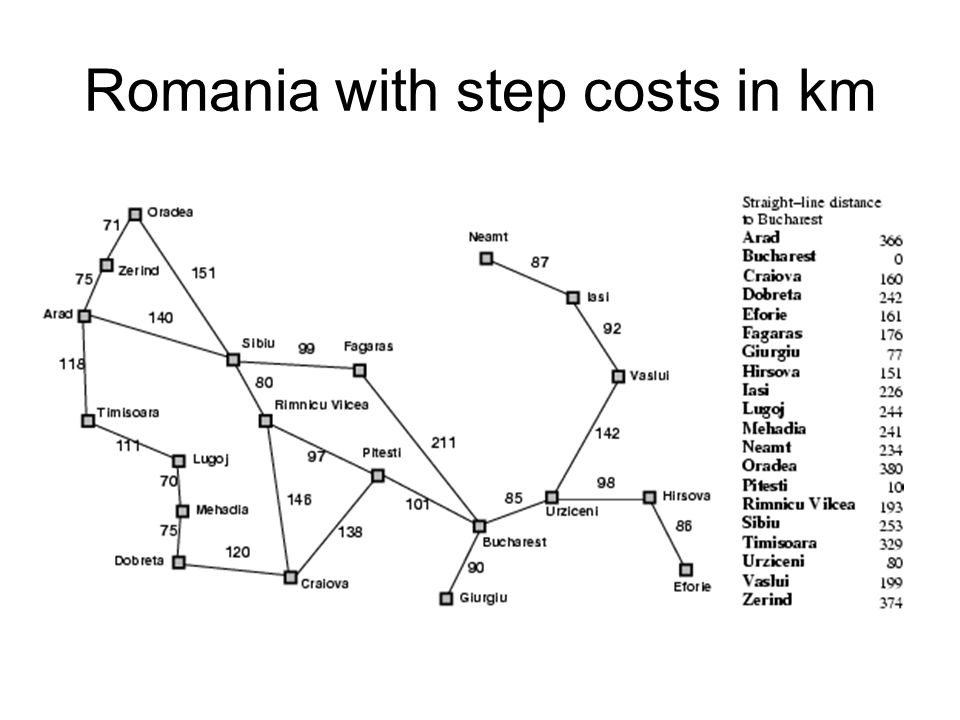 Romania with step costs in km
Oradea
71
Zerind
151
75
Arad
140
118
Sibiu
99
Fagaras
80
Rimnicu Vilcea
Timisoara
111
Lugoj
70
Mehadia
75
Dobreta
120
146
97
Pitesti
211
138
101
Craiova
Neamt
87
Iasi
92
Vaslui
142
85
98
Hirsova
Urziceni
86
Bucharest
90
Giurgiu
Eforie
Straight–line distance
to Bucharest
Arad 366
Bucharest 0
Craiova 160
Dobreta 242
Eforie 161
Fagaras 176
Giurgiu 77
Hirsova 151
Iasi 226
Lugoj 244
Mehadia 241
Neamt 234
Oradea 380
Pitesti 10
Rimnicu Vilcea 193
Sibiu 253
Timisoara 329
Urziceni 80
Vaslui 199
Zerind 374